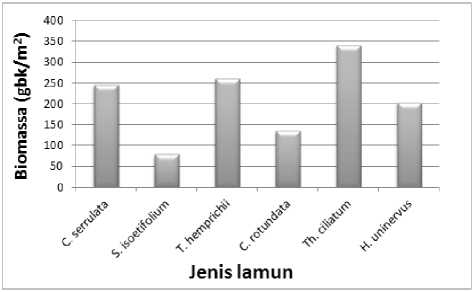 Biomassa (gbk/m²)
400
350
300
250
200
150
100
50
0
C. serrulata
S. isoetifolium
T. hemprichii
C. rotundata
Th. ciliatum
H. uninervus
Jenis lamun